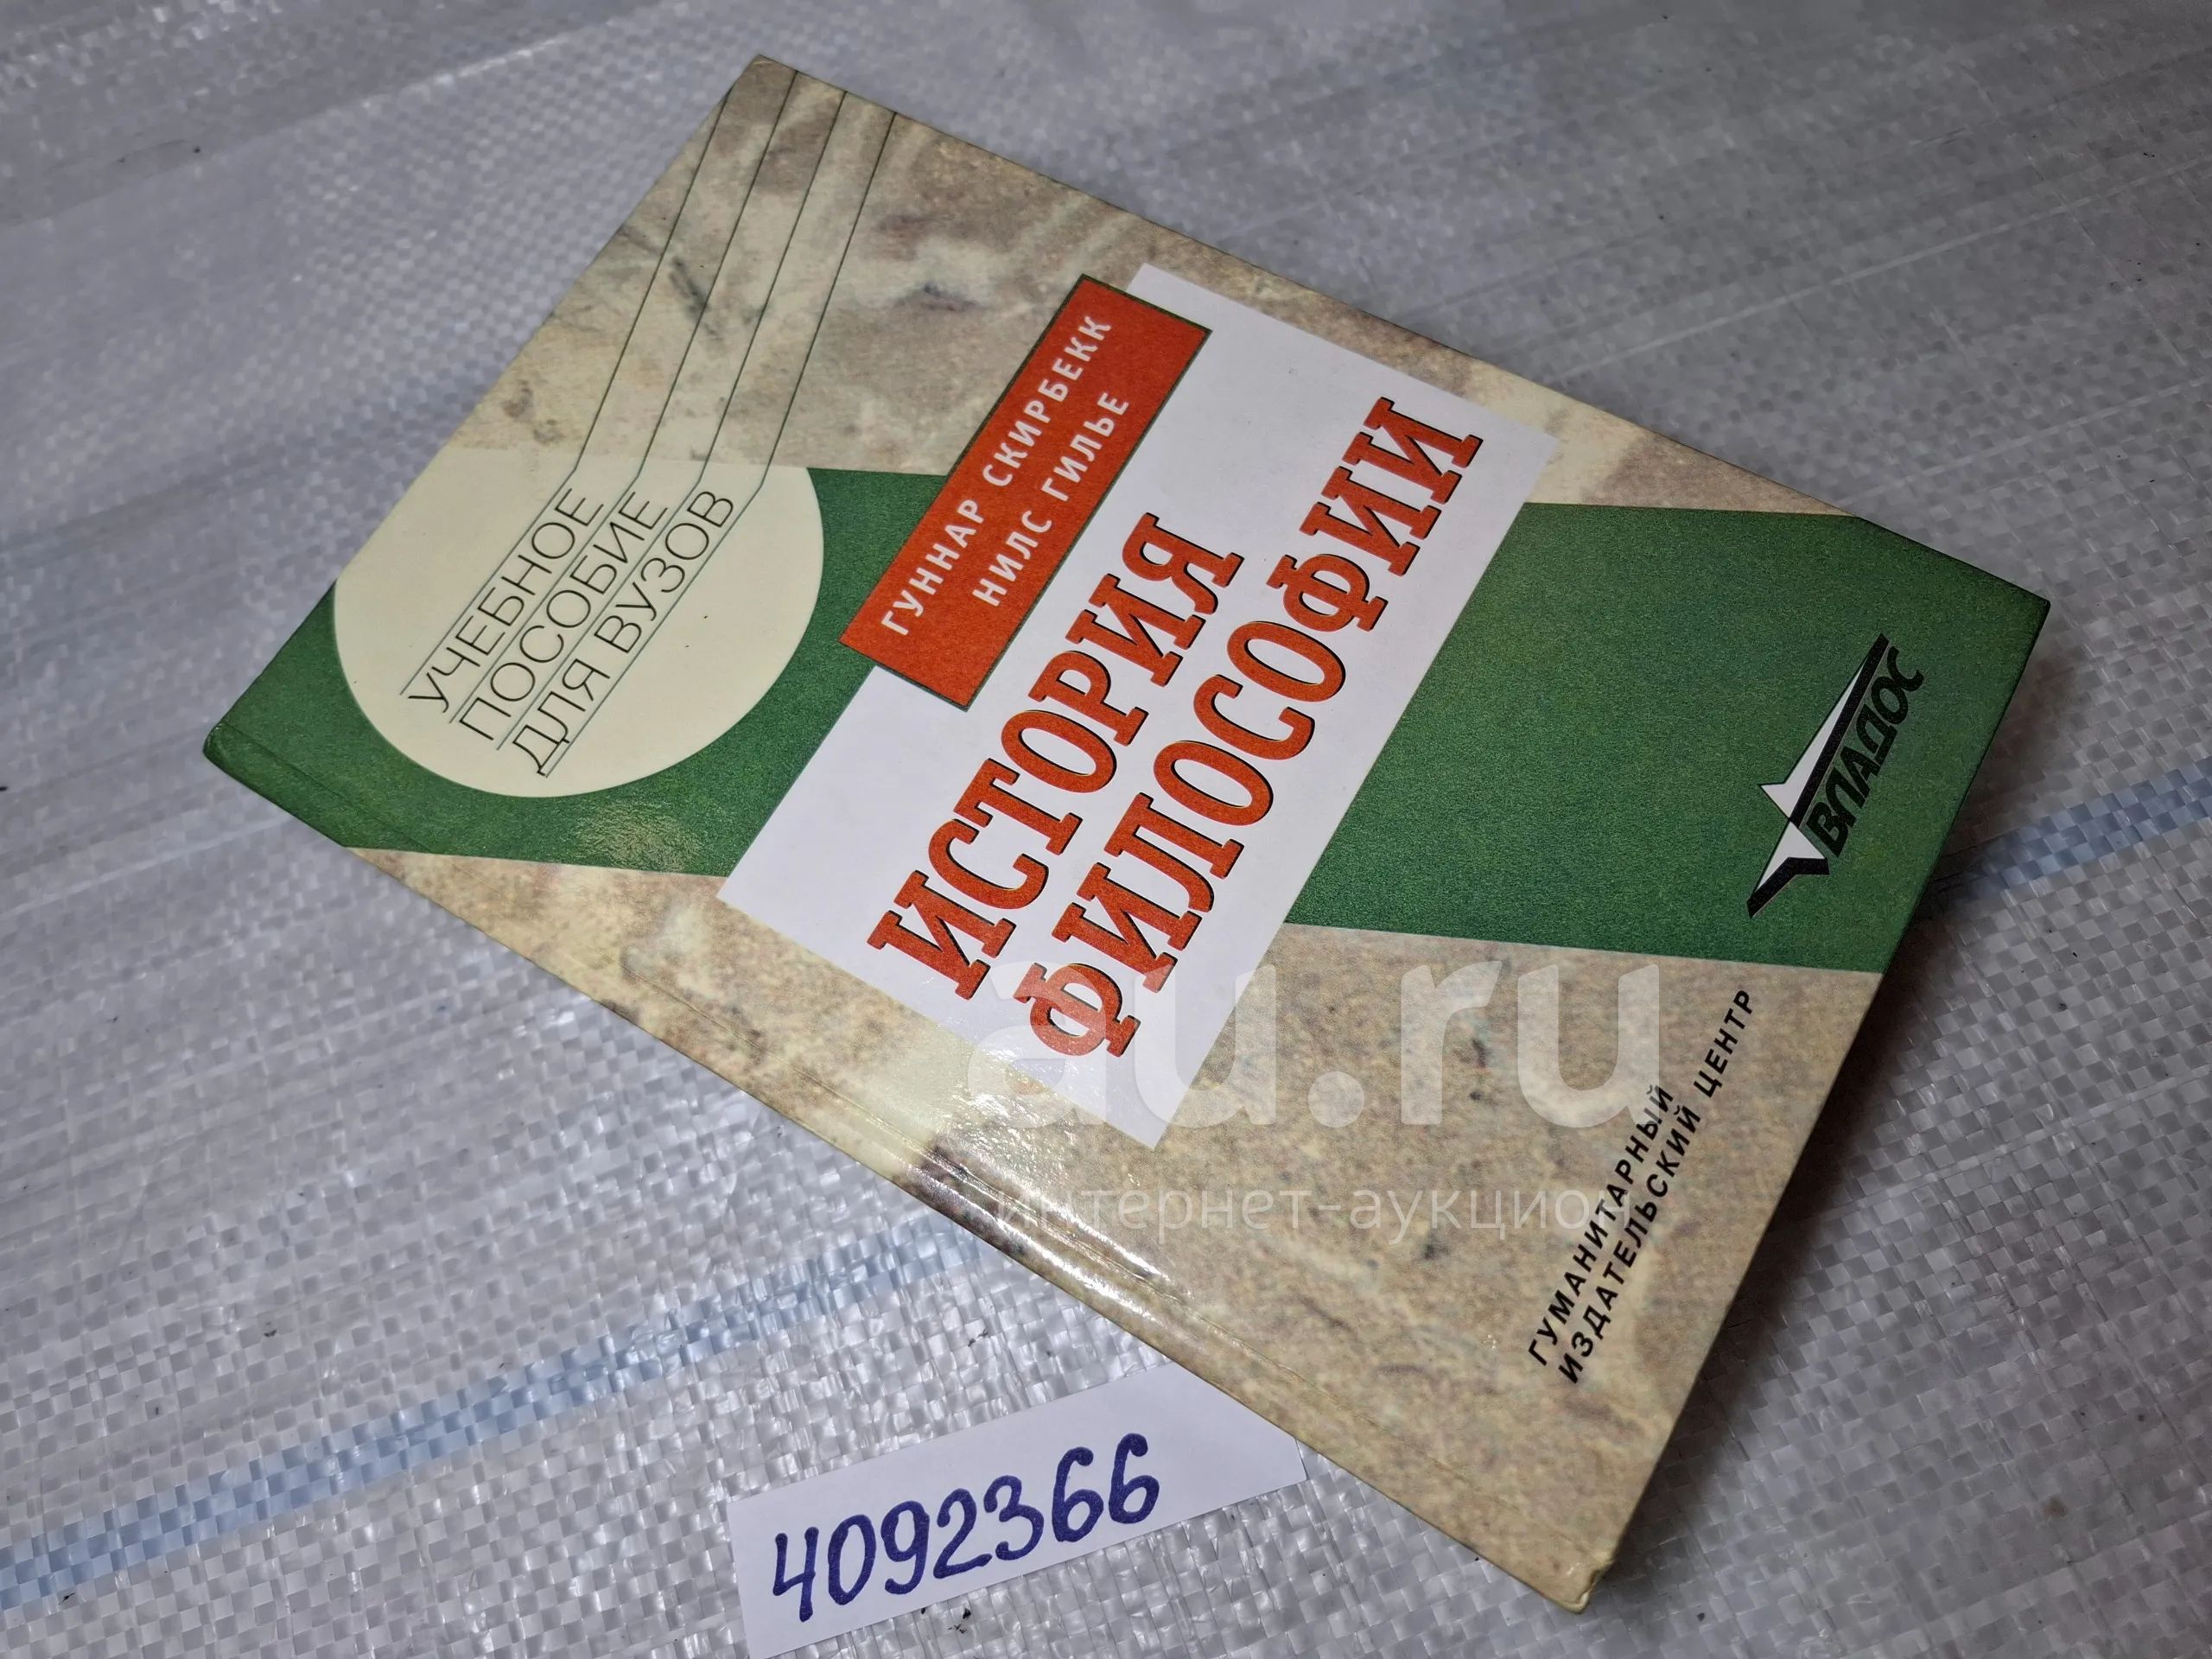 УЧЕБНОЕ
ПОСОБИЕ
ДЛЯ ВУЗОВ
ГУННАР СКИРБЕКК
НИЛС ГИЛЬЕ
ИСТОРИЯ
ФИЛОСОФИИ
ВЛАДОС
ГУМАНИТАРНЫЙ
ИЗДАТЕЛЬСКИЙ ЦЕНТР
au.ru
интернет-аукцион
4092366